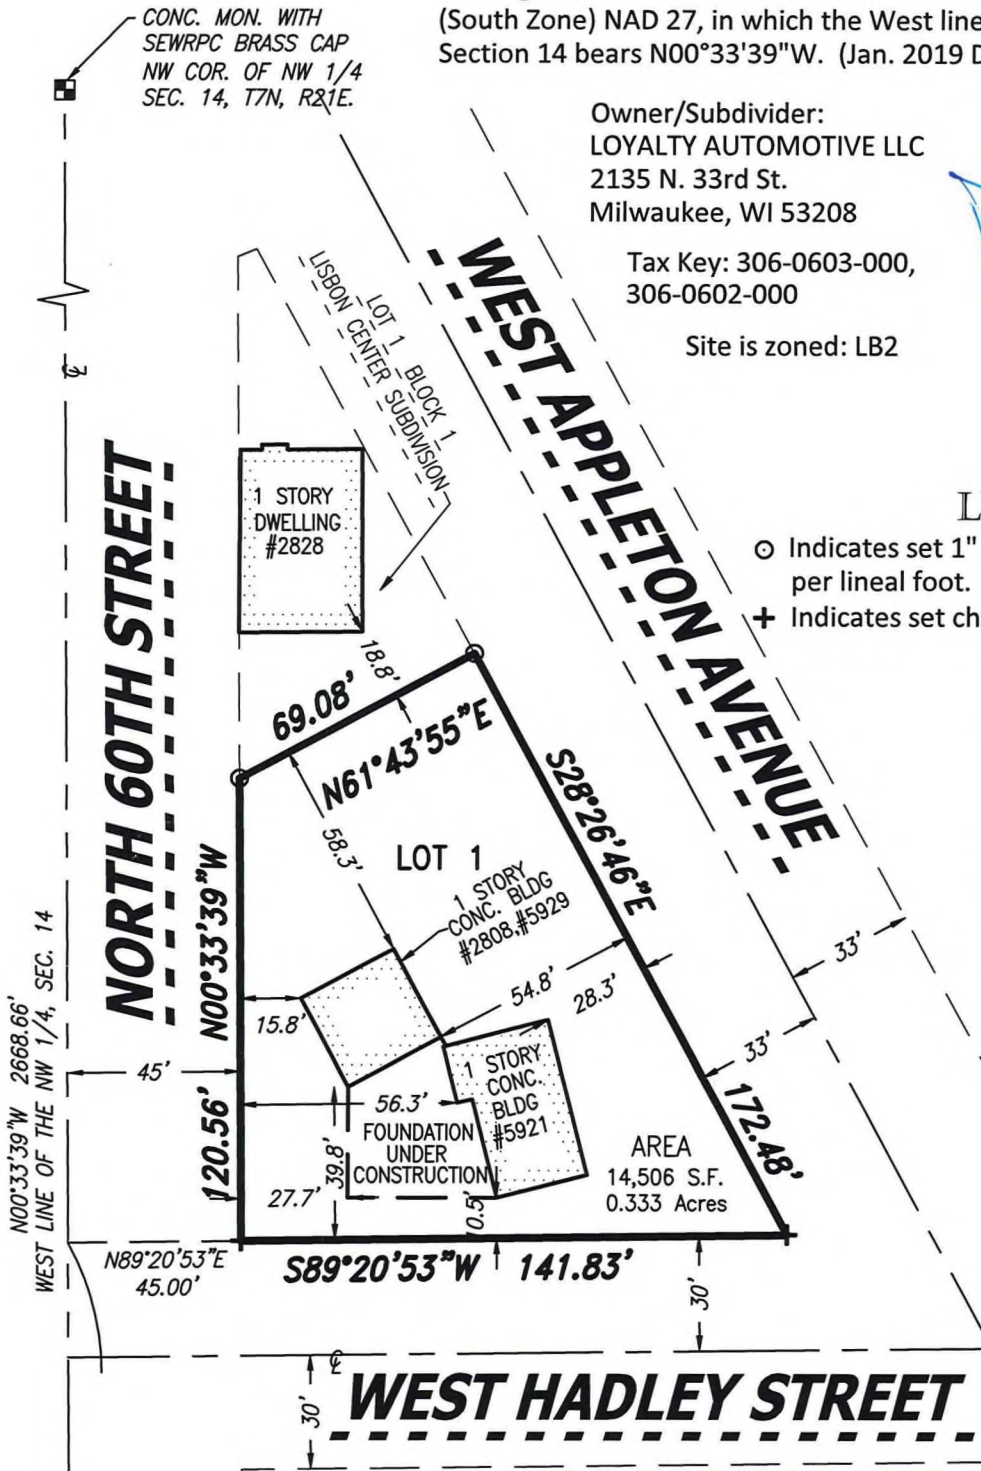 CONC. MON. WITH
SEWRPC BRASS CAP
NW COR. OF NW 1/4
SEC. 14, T7N, R21E.
(South Zone) NAD 27, in which the West line
Section 14 bears N00°33'39"W. (Jan. 2019 D
Owner/Subdivider:
LOYALTY AUTOMOTIVE LLC
2135 N. 33rd St.
Milwaukee, WI 53208
Tax Key: 306-0603-000,
306-0602-000
Site is zoned: LB2
LOT 1 BLOCK 1
LISBON CENTER SUBDIVISION
WEST APPLETON AVENUE
L
Indicates set 1"
per lineal foot.
Indicates set ch
1 STORY
DWELLING
#2828
NORTH 60TH STREET
18.8'
69.08'
N61°43'55"E
S28°26'46"E
172.48'
58.3'
LOT 1
1 STORY
CONC. BLDG
#2808,#5929
N00°33'39"W
120.56'
15.8'
54.8'
28.3'
33'
33'
45'
56.3'
1 STORY
CONC.
BLDG
#5921
FOUNDATION
UNDER
CONSTRUCTION
39.8'
27.7'
10.5'
AREA
14,506 S.F.
0.333 Acres
N00°33'39"W 2668.66'
WEST LINE OF THE NW 1/4, SEC. 14
N89°20'53"E
45.00'
S89°20'53"W 141.83'
30'
30'
WEST HADLEY STREET